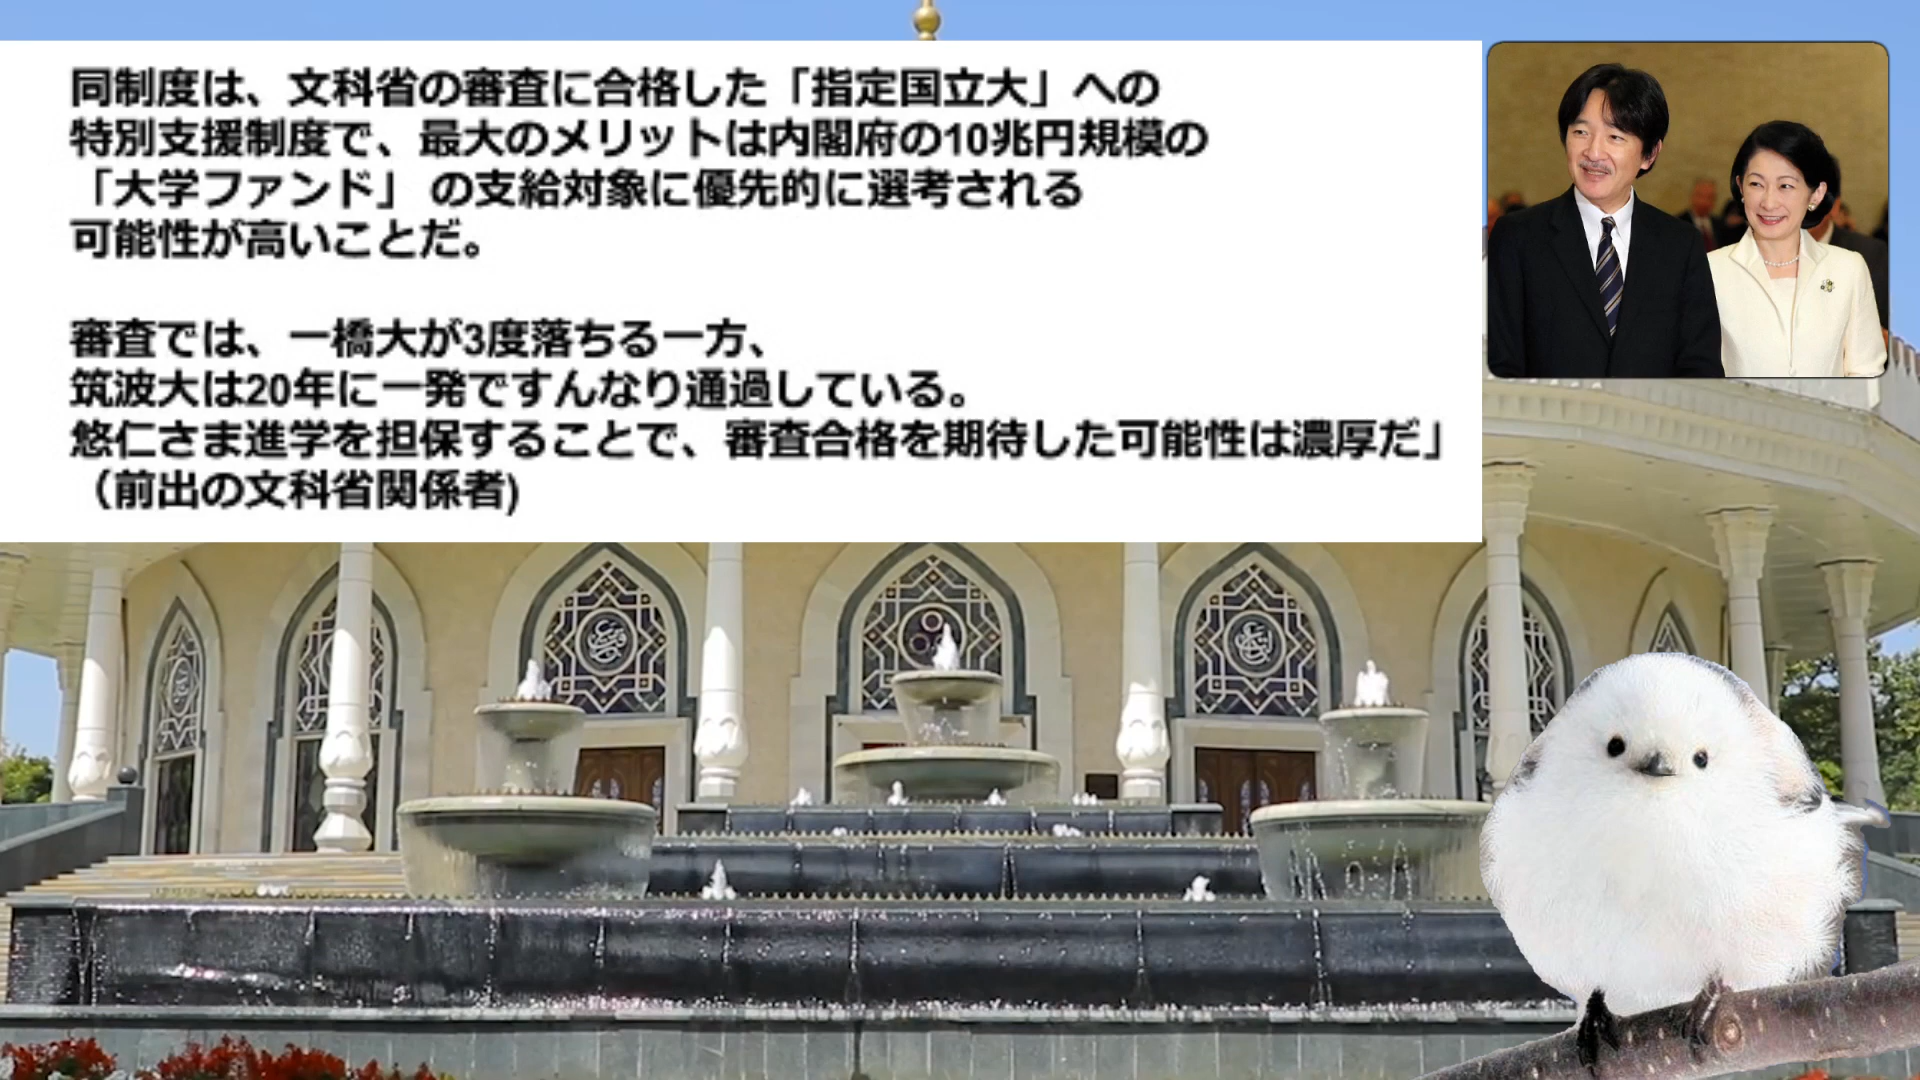 同制度は、文科省の審査に合格した「指定国立大」への
特別支援制度で、最大のメリットは内閣府の10兆円規模の
「大学ファンド」 の支給対象に優先的に選考される
可能性が高いことだ。
審査では、一橋大が3度落ちる一方、
筑波大は20年に一発ですんなり通過している。
悠仁さま進学を担保することで、審査合格を期待した可能性は濃厚だ」
（前出の文科省関係者)